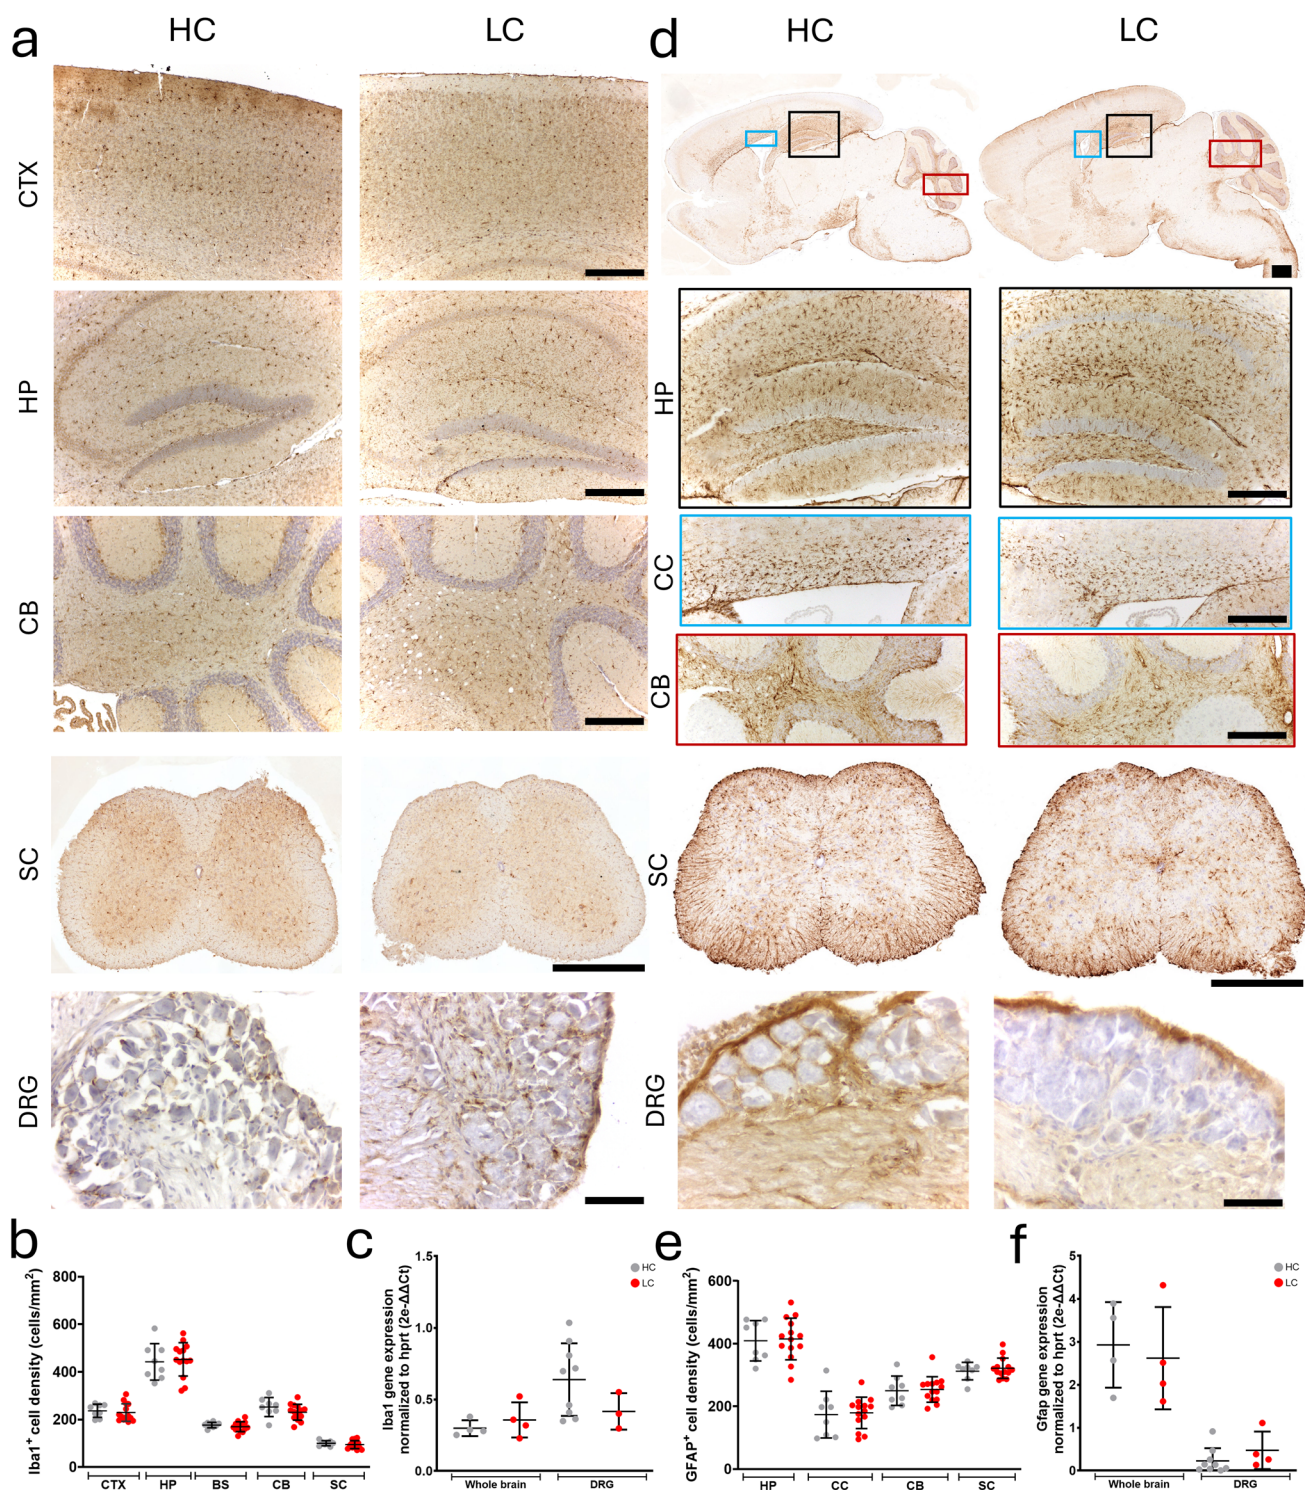 a
HC
LC
CTX
HP
CB
SC
DRG
d
HC
LC
HP
CC
CB
SC
DRG
b
Iba1+ cell density (cells/mm²)
800
600
400
200
0
CTX HP BS CB SC
c
Iba1 gene expression
normalized to hprt (2e-ΔΔCt)
1.5
1.0
0.5
0.0
Whole brain DRG
HC
LC
e
GFAP+ cell density (cells/mm²)
600
400
200
0
HP CC CB SC
f
Gfap gene expression
normalized to hprt (2e-ΔΔCt)
5
4
3
2
1
0
Whole brain DRG
HC
LC